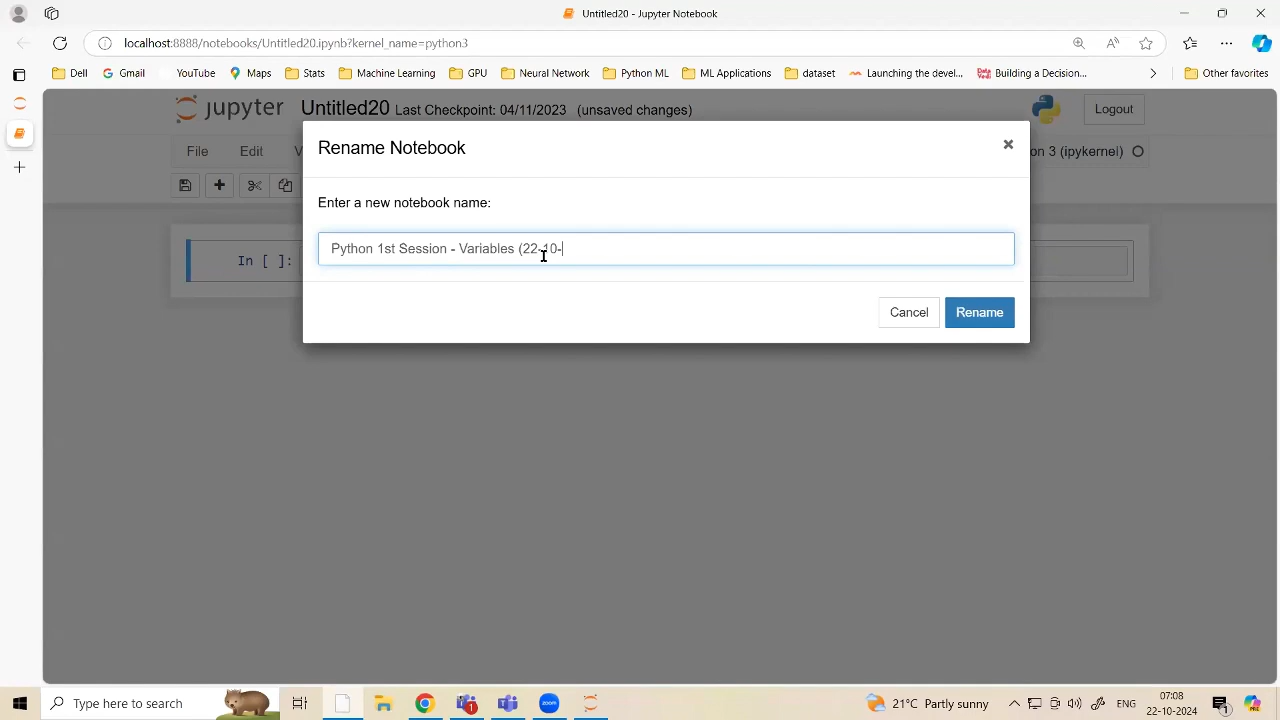 Untitled20 - Jupyter Notebook
localhost:8888/notebooks/Untitled20.ipynb?kernel_name=python3
Dell Gmail YouTube Maps Stats Machine Learning GPU Neural Network Python ML ML Applications dataset Launching the devel... Building a Decision... Other favorites
jupyter Untitled20 Last Checkpoint: 04/11/2023 (unsaved changes) Logout
Rename Notebook
File Edit V on 3 (ipykernel)
Enter a new notebook name:
Python 1st Session - Variables (22-10-
In [ ]:
Cancel Rename
Type here to search
1
21°C Partly sunny
ENG
07:08
22-10-2024
1